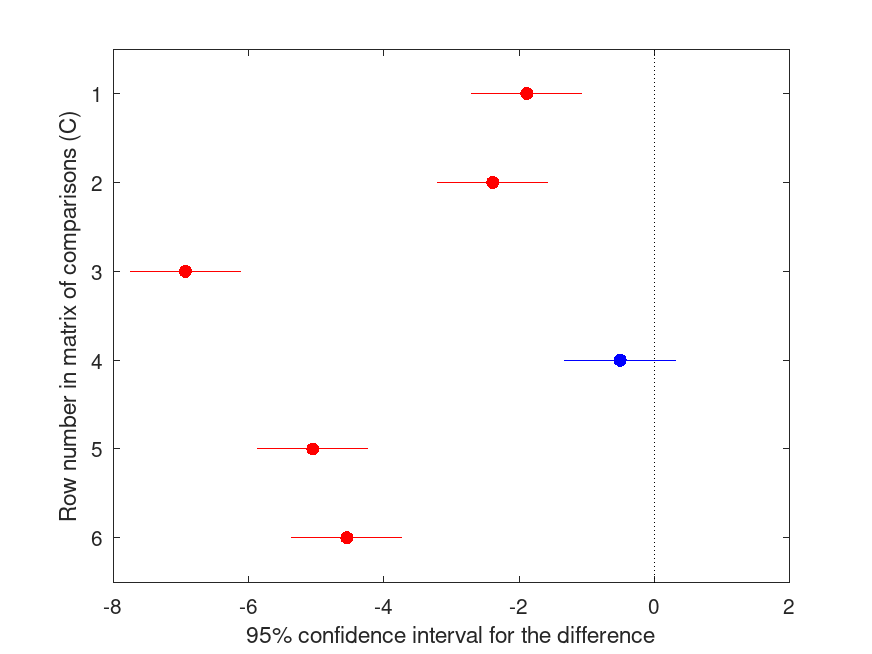 Row number in matrix of comparisons (C)
1
2
3
4
5
6
-8 -6 -4 -2 0 2
95% confidence interval for the difference